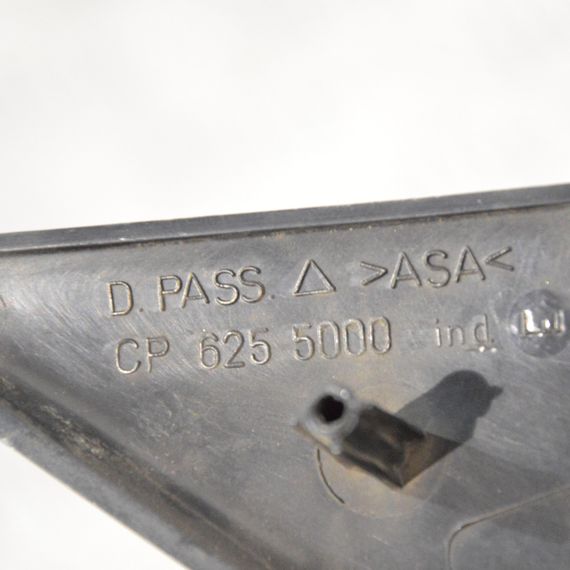 D. PASS. △ >ASA<
CP 625 5000 ind.